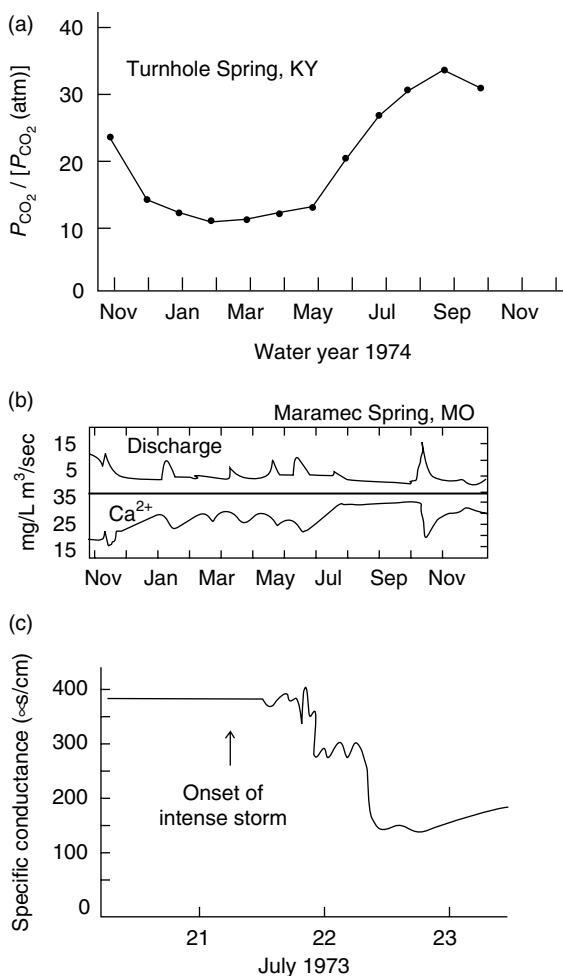 (a)
40
30
20
10
0
Turnhole Spring, KY
P_CO₂ / [P_CO₂ (atm)]
Nov Jan Mar May Jul Sep Nov
Water year 1974
(b)
Maramec Spring, MO
Discharge
15
5
mg/L m³/sec
35
25
15
Ca²⁺
35
25
15
Nov Jan Mar May Jul Sep Nov
(c)
400
300
200
100
0
Specific conductance (∝s/cm)
Onset of
intense storm
21 22 23
July 1973